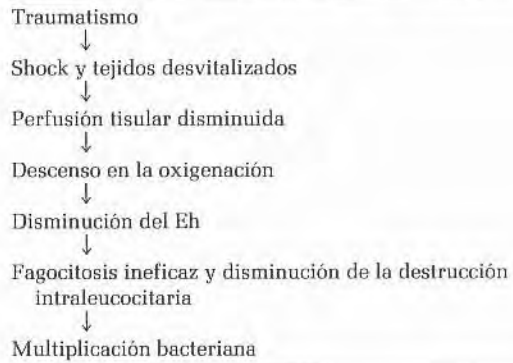 Traumatismo
↓
Shock y tejidos desvitalizados
↓
Perfusión tisular disminuida
↓
Descenso en la oxigenación
↓
Disminución del Eh
↓
Fagocitosis ineficaz y disminución de la destrucción
intraleucocitaria
↓
Multiplicación bacteriana